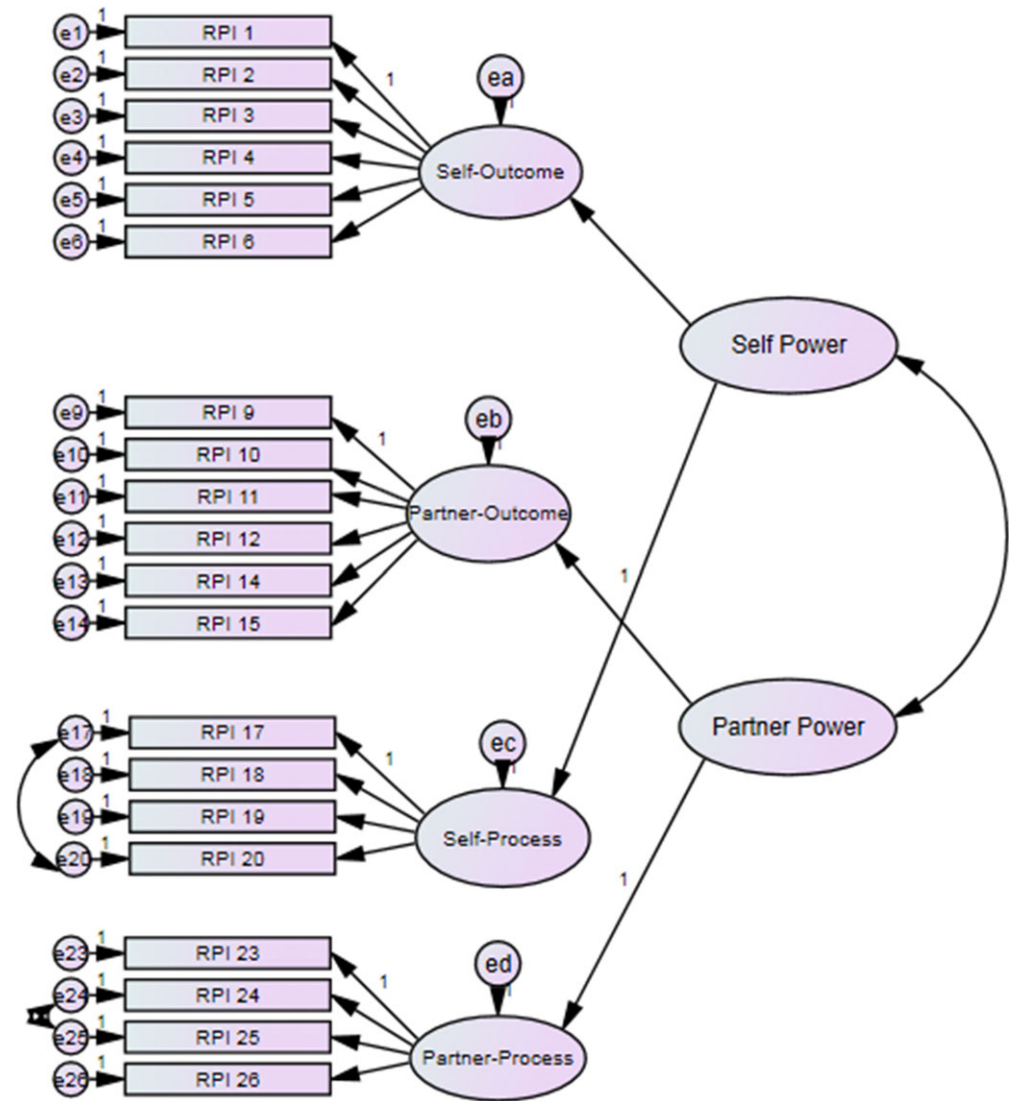 e1 1 RPI 1
e2 1 RPI 2
e3 1 RPI 3
e4 1 RPI 4
e5 1 RPI 5
e6 1 RPI 6
1
ea
1
Self-Outcome
Self Power
e9 1 RPI 9
e10 1 RPI 10
e11 1 RPI 11
e12 1 RPI 12
e13 1 RPI 14
e14 1 RPI 15
1
eb
1
Partner-Outcome
1
Partner Power
e17 1 RPI 17
e18 1 RPI 18
e19 1 RPI 19
e20 1 RPI 20
1
ec
1
Self-Process
1
e23 1 RPI 23
e24 1 RPI 24
e25 1 RPI 25
e26 1 RPI 26
1
ed
1
Partner-Process